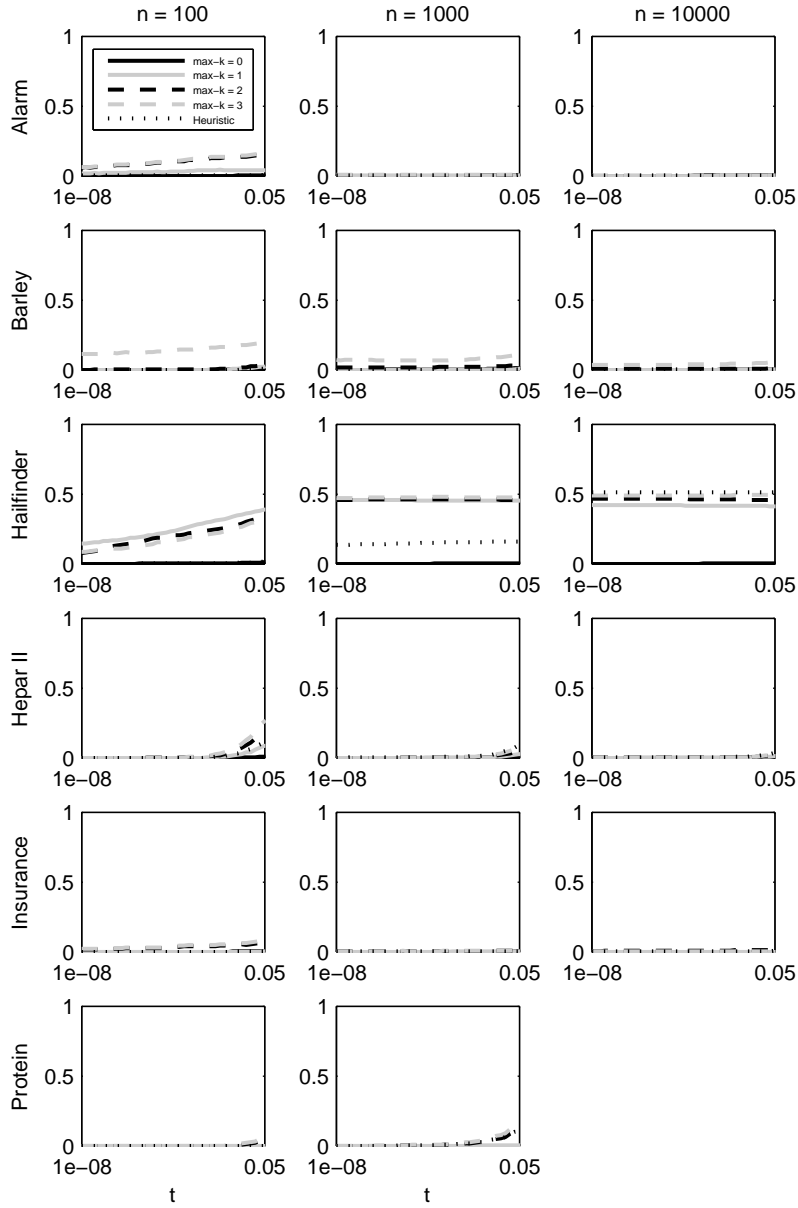 n = 100
n = 1000
n = 10000
Alarm
1
0.5
0
1e−08
0.05
max−k = 0
max−k = 1
max−k = 2
max−k = 3
Heuristic
1
0.5
0
1e−08
0.05
1
0.5
0
1e−08
0.05
Barley
1
0.5
0
1e−08
0.05
1
0.5
0
1e−08
0.05
1
0.5
0
1e−08
0.05
Hailfinder
1
0.5
0
1e−08
0.05
1
0.5
0
1e−08
0.05
1
0.5
0
1e−08
0.05
Hepar II
1
0.5
0
1e−08
0.05
1
0.5
0
1e−08
0.05
1
0.5
0
1e−08
0.05
Insurance
1
0.5
0
1e−08
0.05
1
0.5
0
1e−08
0.05
1
0.5
0
1e−08
0.05
Protein
1
0.5
0
1e−08
0.05
t
1
0.5
0
1e−08
0.05
t